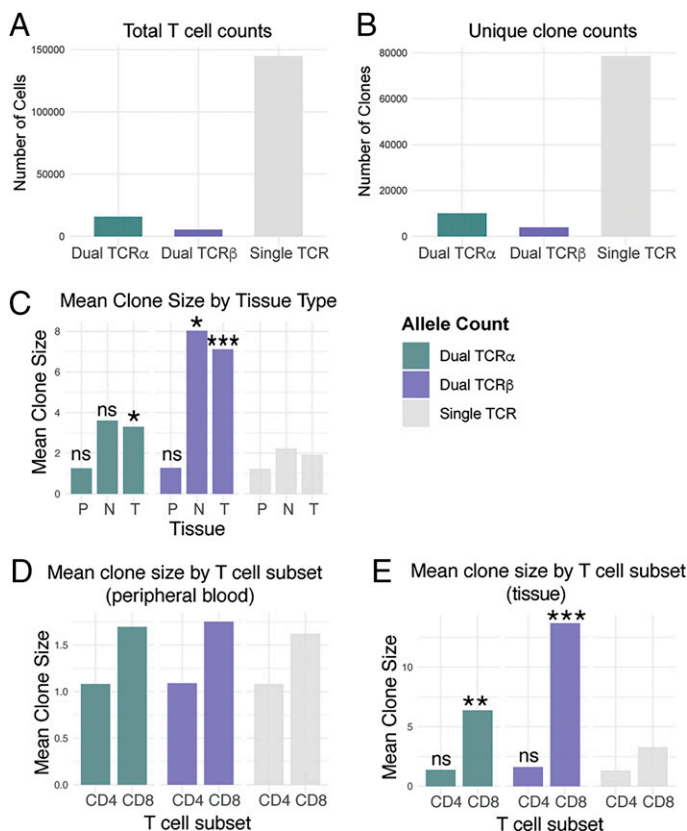 A
Total T cell counts
Number of Cells
150000
100000
50000
0
Dual TCRα Dual TCRβ Single TCR
B
Unique clone counts
Number of Clones
80000
60000
40000
20000
0
Dual TCRα Dual TCRβ Single TCR
C
Mean Clone Size by Tissue Type
Mean Clone Size
8
6
4
2
0
ns ns * ns * ***
P N T P N T P N T
Tissue
Allele Count
Dual TCRα
Dual TCRβ
Single TCR
D
Mean clone size by T cell subset
(peripheral blood)
Mean Clone Size
1.5
1.0
0.5
0.0
CD4 CD8 CD4 CD8 CD4 CD8
T cell subset
E
Mean clone size by T cell subset
(tissue)
Mean Clone Size
10
5
0
ns ** ns ***
CD4 CD8 CD4 CD8 CD4 CD8
T cell subset